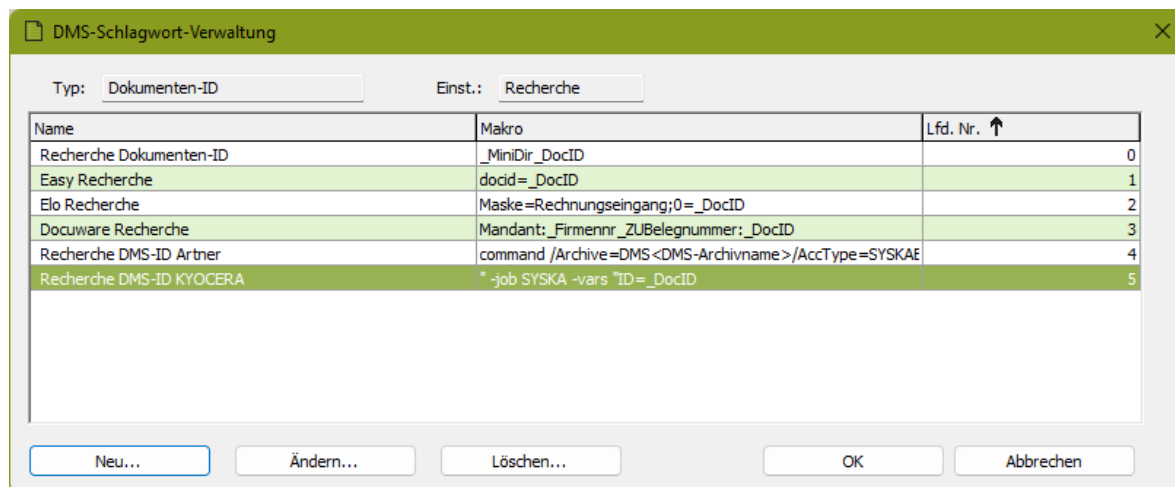 DMS-Schlagwort-Verwaltung
Typ: Dokumenten-ID Einst.: Recherche
Name Makro Lfd. Nr.
Recherche Dokumenten-ID _MiniDir_DocID 0
Easy Recherche docid=_DocID 1
Elo Recherche Maske=Rechnungseingang;0=_DocID 2
Docuware Recherche Mandant:_Firmennr_ZUBelegnummer:_DocID 3
Recherche DMS-ID Artner command /Archive=DMS<DMS-Archivname>/AccType=SYSKAE 4
Recherche DMS-ID KYOCERA " -job SYSKA -vars "ID=_DocID 5
Neu... Ändern... Löschen... OK Abbrechen